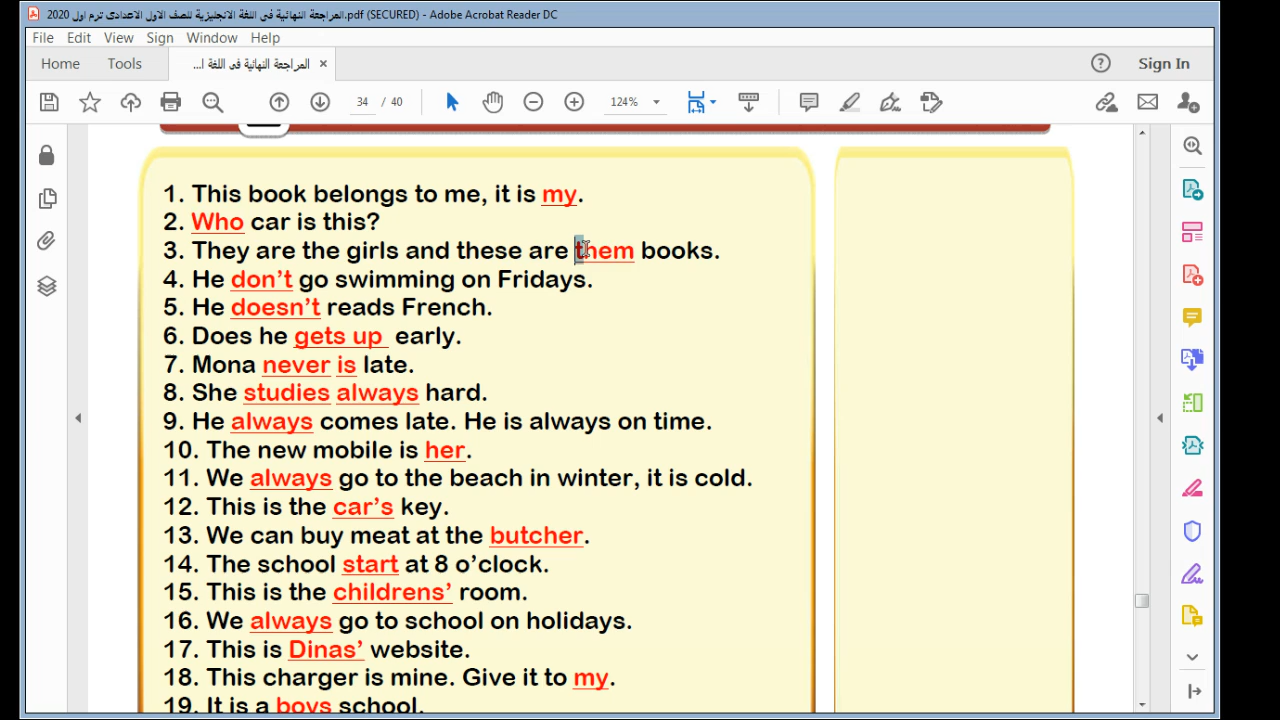 المراجعة النهائية فى اللغة الانجليزية للصف الاول الاعدادى ترم اول 2020.pdf (SECURED) - Adobe Acrobat Reader DC
File Edit View Sign Window Help
Home Tools المراجعة النهائية فى اللغة ا... × Sign In
34 / 40 124%
1. This book belongs to me, it is my.
2. Who car is this?
3. They are the girls and these are them books.
4. He don’t go swimming on Fridays.
5. He doesn’t reads French.
6. Does he gets up early.
7. Mona never is late.
8. She studies always hard.
9. He always comes late. He is always on time.
10. The new mobile is her.
11. We always go to the beach in winter, it is cold.
12. This is the car’s key.
13. We can buy meat at the butcher.
14. The school start at 8 o’clock.
15. This is the childrens’ room.
16. We always go to school on holidays.
17. This is Dinas’ website.
18. This charger is mine. Give it to my.
19. It is a boys school.